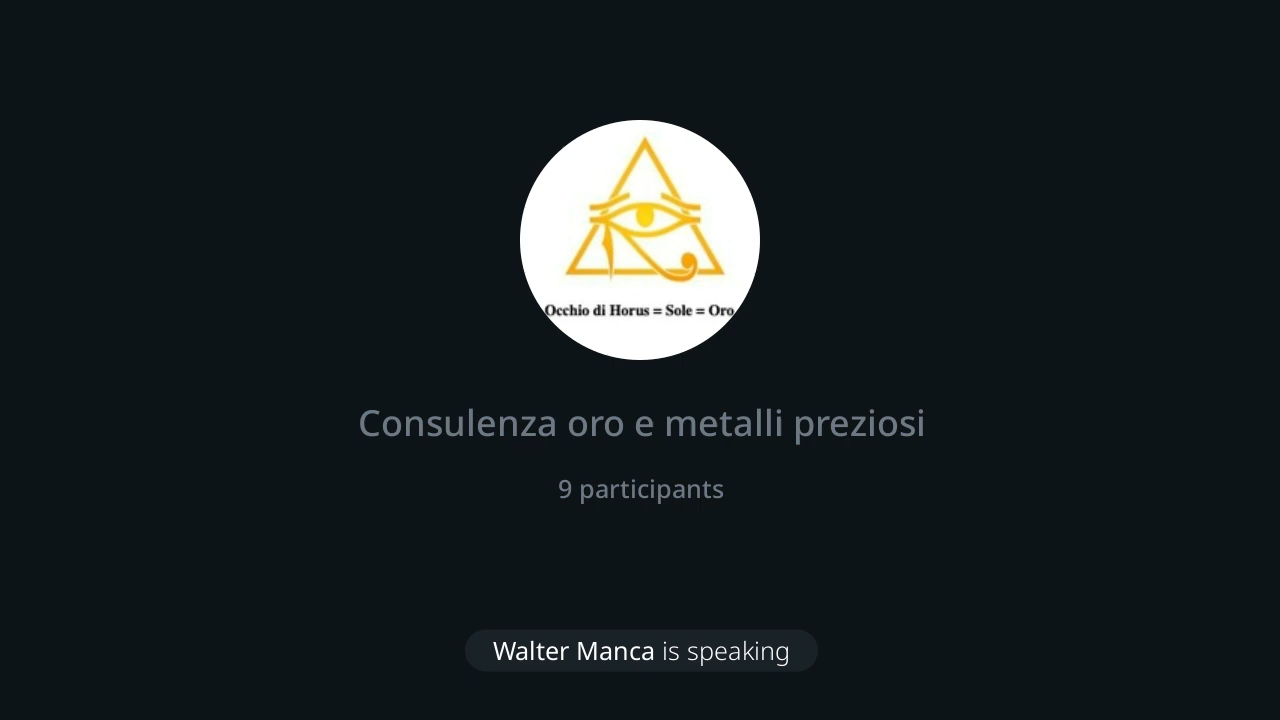 Occhio di Horus = Sole = Oro
Consulenza oro e metalli preziosi
9 participants
Walter Manca is speaking